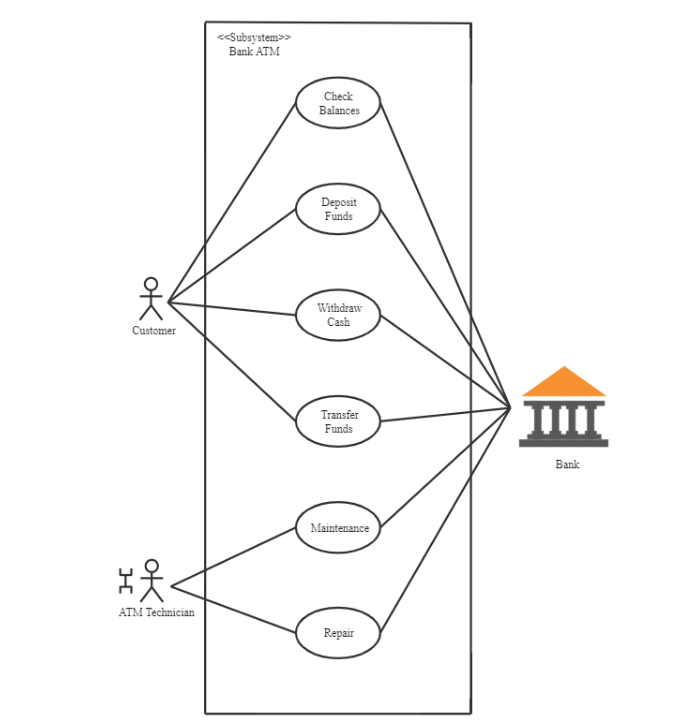 <<Subsystem>>
Bank ATM
Check
Balances
Deposit
Funds
Withdraw
Cash
Customer
Transfer
Funds
Bank
Maintenance
ATM Technician
Repair